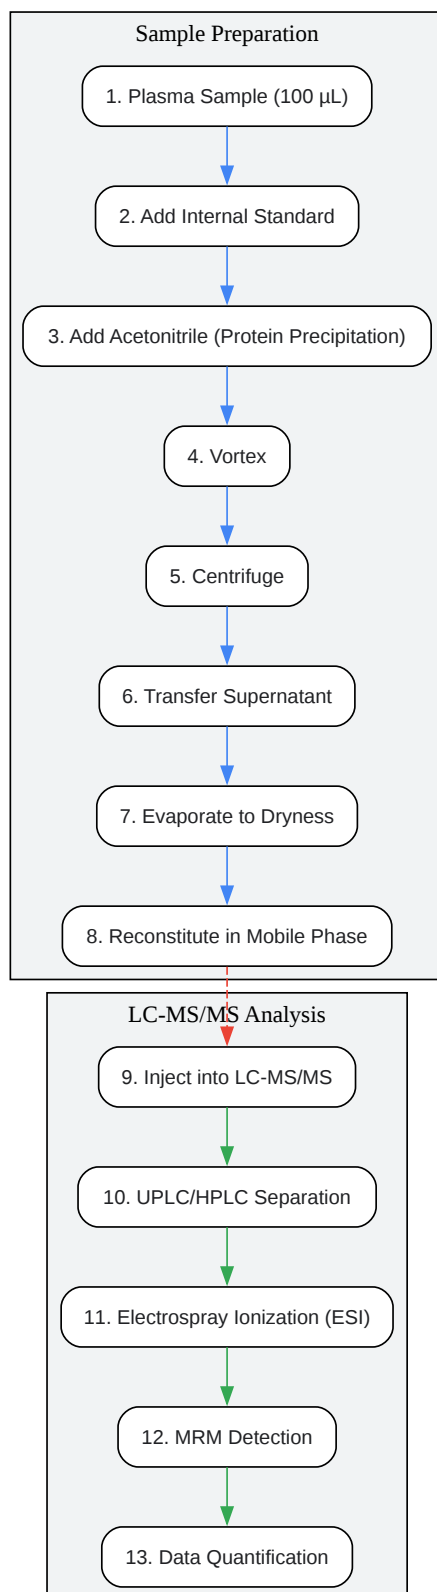 Sample Preparation
1. Plasma Sample (100 µL)
2. Add Internal Standard
3. Add Acetonitrile (Protein Precipitation)
4. Vortex
5. Centrifuge
6. Transfer Supernatant
7. Evaporate to Dryness
8. Reconstitute in Mobile Phase
LC-MS/MS Analysis
9. Inject into LC-MS/MS
10. UPLC/HPLC Separation
11. Electrospray Ionization (ESI)
12. MRM Detection
13. Data Quantification